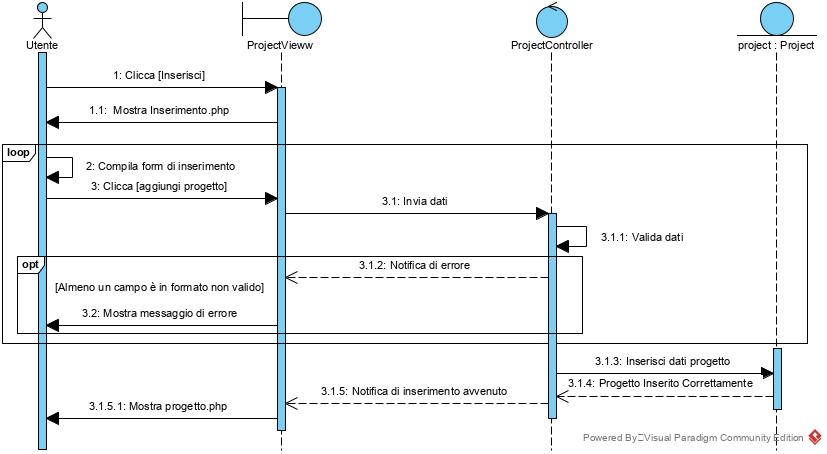 Utente
ProjectVieww
ProjectController
project : Project
1: Clicca [Inserisci]
1.1:  Mostra Inserimento.php
loop
2: Compila form di inserimento
3: Clicca [aggiungi progetto]
3.1: Invia dati
3.1.1: Valida dati
opt
3.1.2: Notifica di errore
[Almeno un campo è in formato non valido]
3.2: Mostra messaggio di errore
3.1.3: Inserisci dati progetto
3.1.4: Progetto Inserito Correttamente
3.1.5: Notifica di inserimento avvenuto
3.1.5.1: Mostra progetto.php
Powered By Visual Paradigm Community Edition